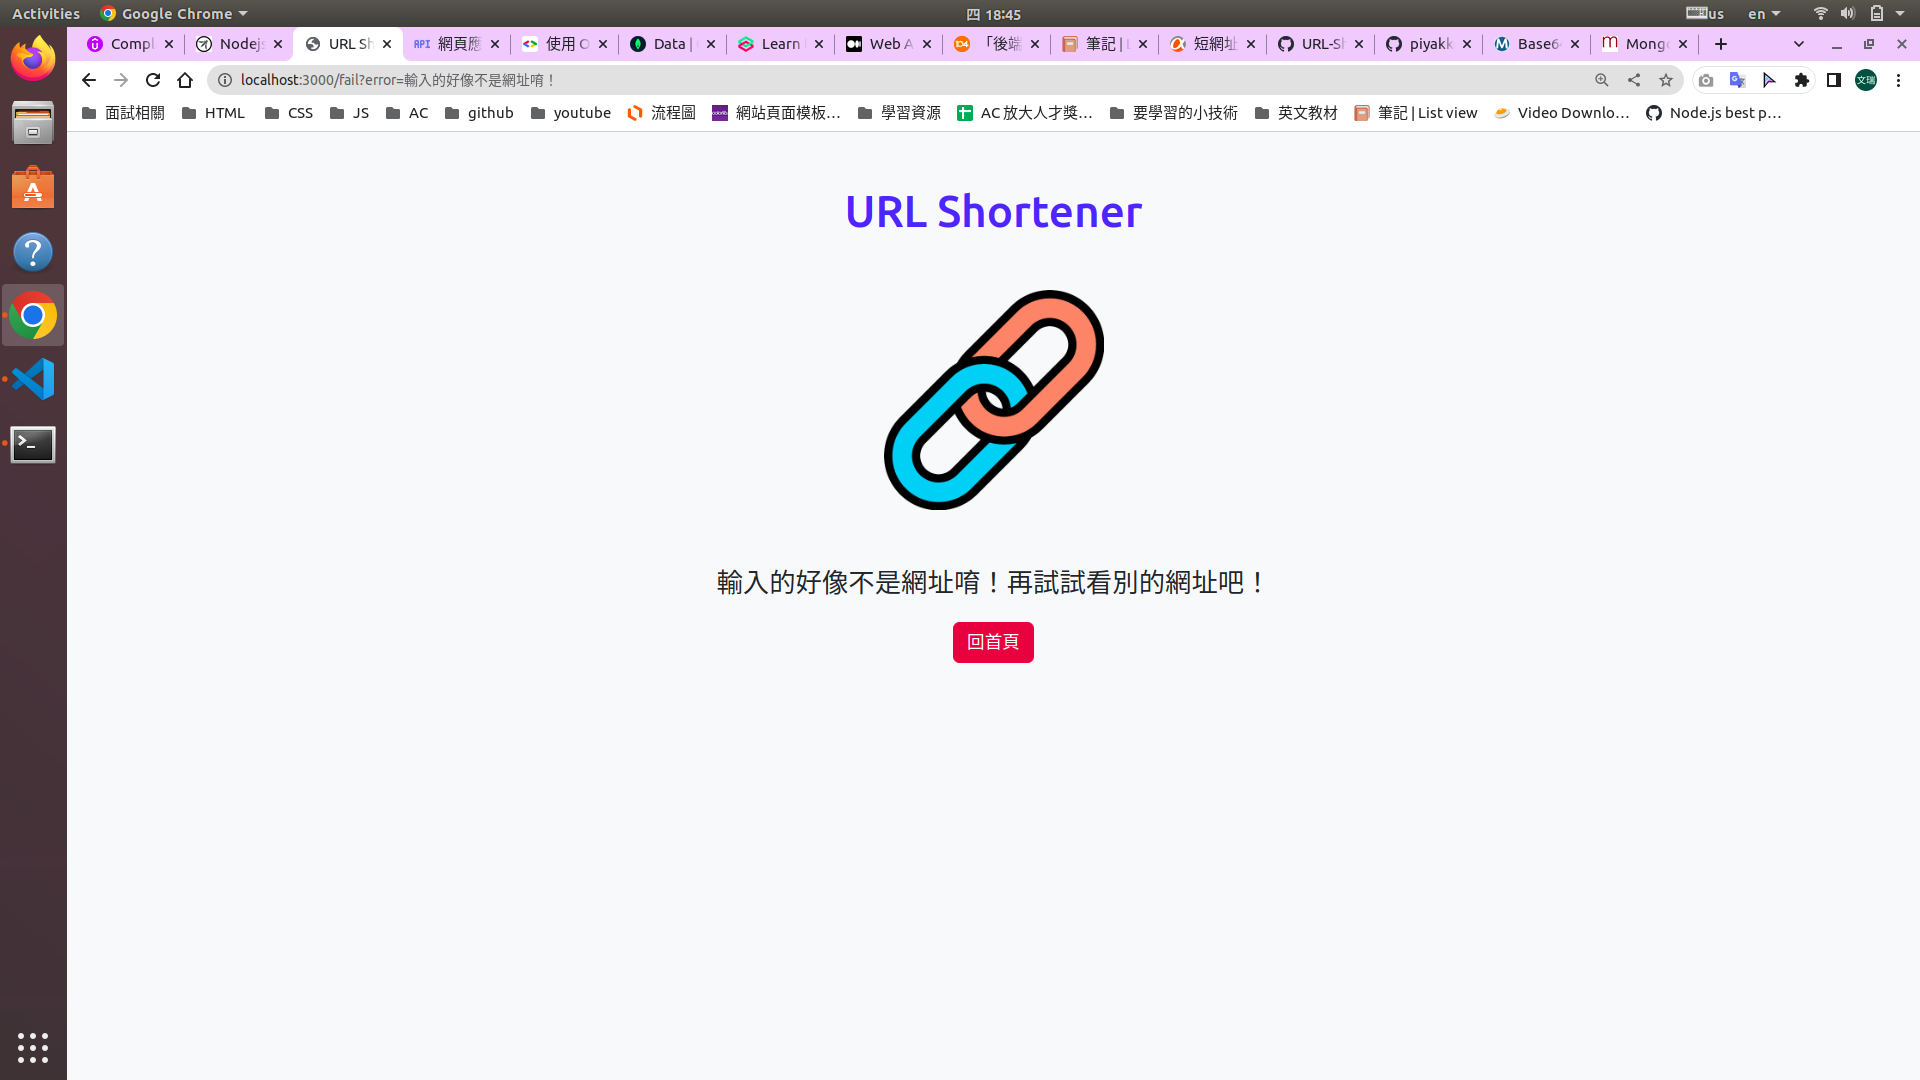 Activities
Google Chrome
四 18:45
us
en
Compl
Nodejs
URL Sh
API 網頁應
使用 O
Data |
Learn
Web A
104 「後端
筆記 | L
短網址
URL-Sh
piyakk
Base64
Mongo
localhost:3000/fail?error=輸入的好像不是網址唷！
文瑞
面試相關
HTML
CSS
JS
AC
github
youtube
流程圖
網站頁面模板…
學習資源
AC 放大人才獎…
要學習的小技術
英文教材
筆記 | List view
Video Downlo…
Node.js best p…
URL Shortener
輸入的好像不是網址唷！再試試看別的網址吧！
回首頁